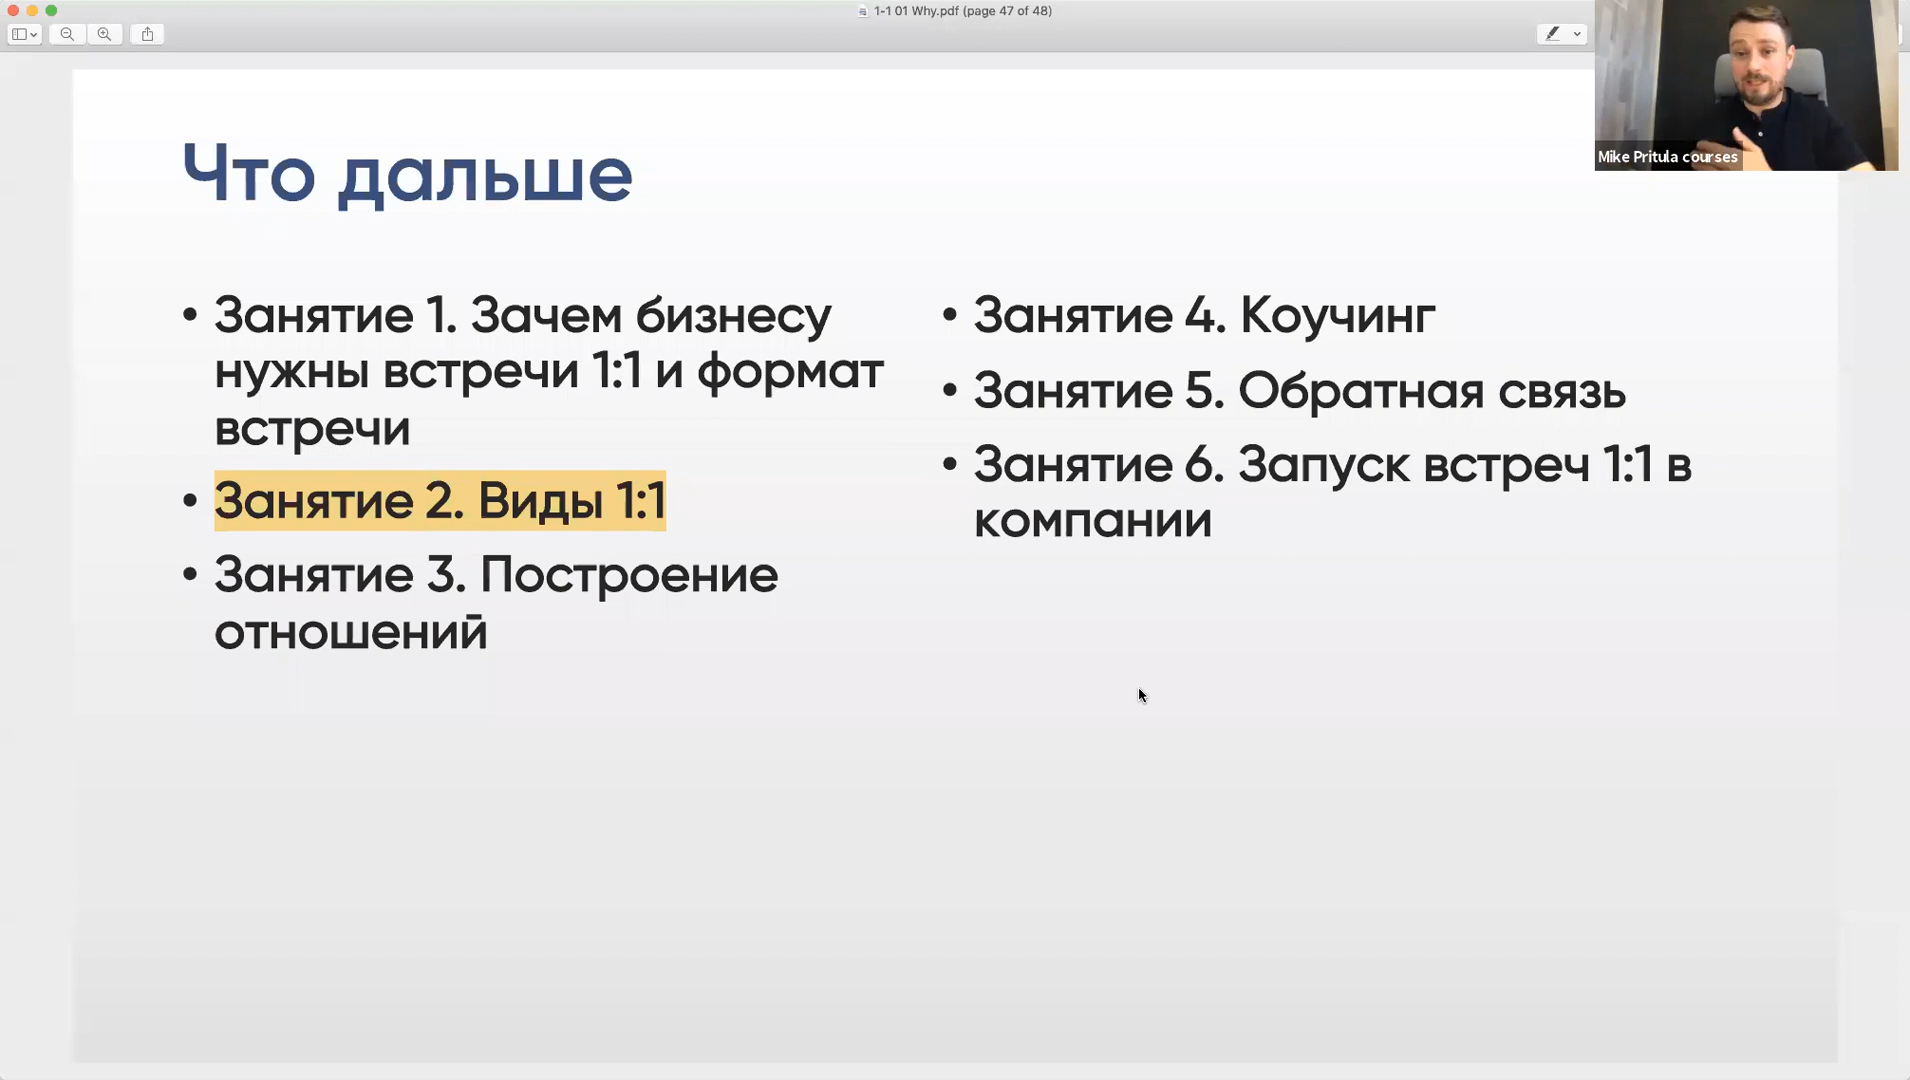 1-1 01 Why.pdf (page 47 of 48)
Mike Pritula courses
Что дальше
• Занятие 1. Зачем бизнесу
нужны встречи 1:1 и формат
встречи
• Занятие 2. Виды 1:1
• Занятие 3. Построение
отношений
• Занятие 4. Коучинг
• Занятие 5. Обратная связь
• Занятие 6. Запуск встреч 1:1 в
компании